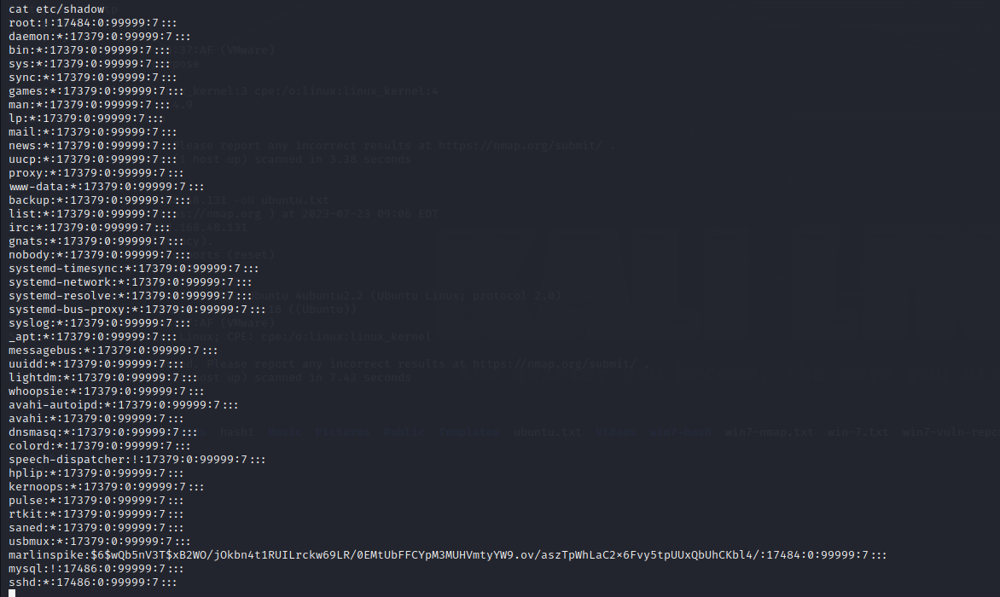 cat etc/shadow
root:!:17484:0:99999:7:::
daemon:*:17379:0:99999:7:::
bin:*:17379:0:99999:7:::
sys:*:17379:0:99999:7:::
sync:*:17379:0:99999:7:::
games:*:17379:0:99999:7:::
man:*:17379:0:99999:7:::
lp:*:17379:0:99999:7:::
mail:*:17379:0:99999:7:::
news:*:17379:0:99999:7:::
uucp:*:17379:0:99999:7:::
proxy:*:17379:0:99999:7:::
www-data:*:17379:0:99999:7:::
backup:*:17379:0:99999:7:::
list:*:17379:0:99999:7:::
irc:*:17379:0:99999:7:::
gnats:*:17379:0:99999:7:::
nobody:*:17379:0:99999:7:::
systemd-timesync:*:17379:0:99999:7:::
systemd-network:*:17379:0:99999:7:::
systemd-resolve:*:17379:0:99999:7:::
systemd-bus-proxy:*:17379:0:99999:7:::
syslog:*:17379:0:99999:7:::
_apt:*:17379:0:99999:7:::
messagebus:*:17379:0:99999:7:::
uuidd:*:17379:0:99999:7:::
lightdm:*:17379:0:99999:7:::
whoopsie:*:17379:0:99999:7:::
avahi-autoipd:*:17379:0:99999:7:::
avahi:*:17379:0:99999:7:::
dnsmasq:*:17379:0:99999:7:::
colord:*:17379:0:99999:7:::
speech-dispatcher:!:17379:0:99999:7:::
hplip:*:17379:0:99999:7:::
kernoops:*:17379:0:99999:7:::
pulse:*:17379:0:99999:7:::
rtkit:*:17379:0:99999:7:::
saned:*:17379:0:99999:7:::
usbmux:*:17379:0:99999:7:::
marlinspike:$6$wQb5nV3T$xB2WO/jOkbn4t1RUILrckw69LR/0EMtUbFFCYpM3MUHVmtyYW9.ov/aszTpWhLaC2×6Fvy5tpUUxQbUhCKbl4/:17484:0:99999:7:::
mysql:!:17486:0:99999:7:::
sshd:*:17486:0:99999:7:::